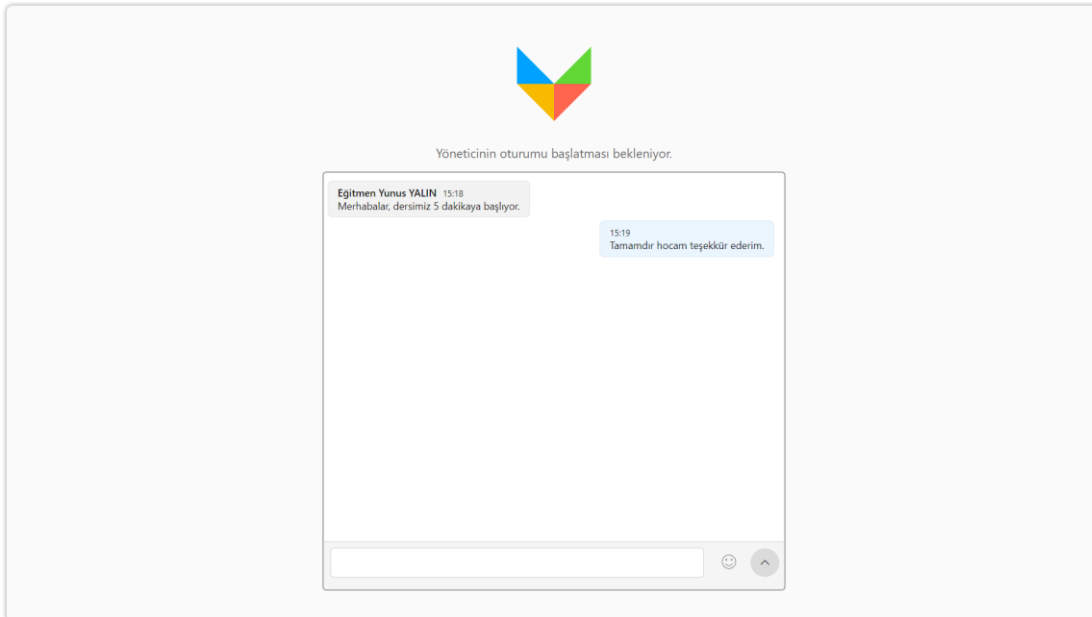 Yöneticinin oturumu başlatması bekleniyor.
Eğitmen Yunus YALIN 15:18
Merhabalar, dersimiz 5 dakikaya başlıyor.
15:19
Tamamdır hocam teşekkür ederim.